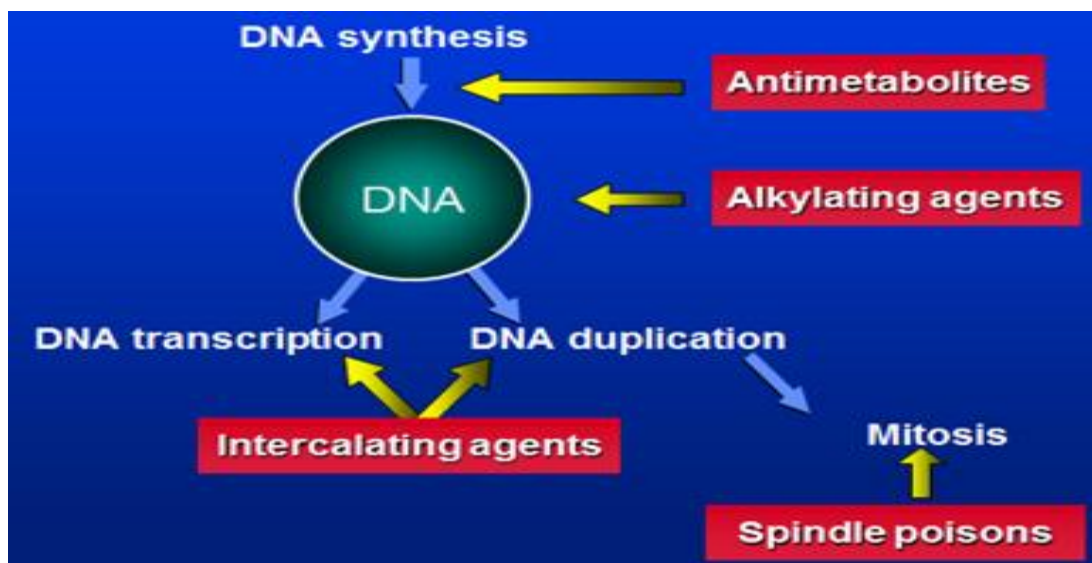 DNA synthesis
Antimetabolites
DNA
Alkylating agents
DNA transcription
DNA duplication
Intercalating agents
Mitosis
Spindle poisons